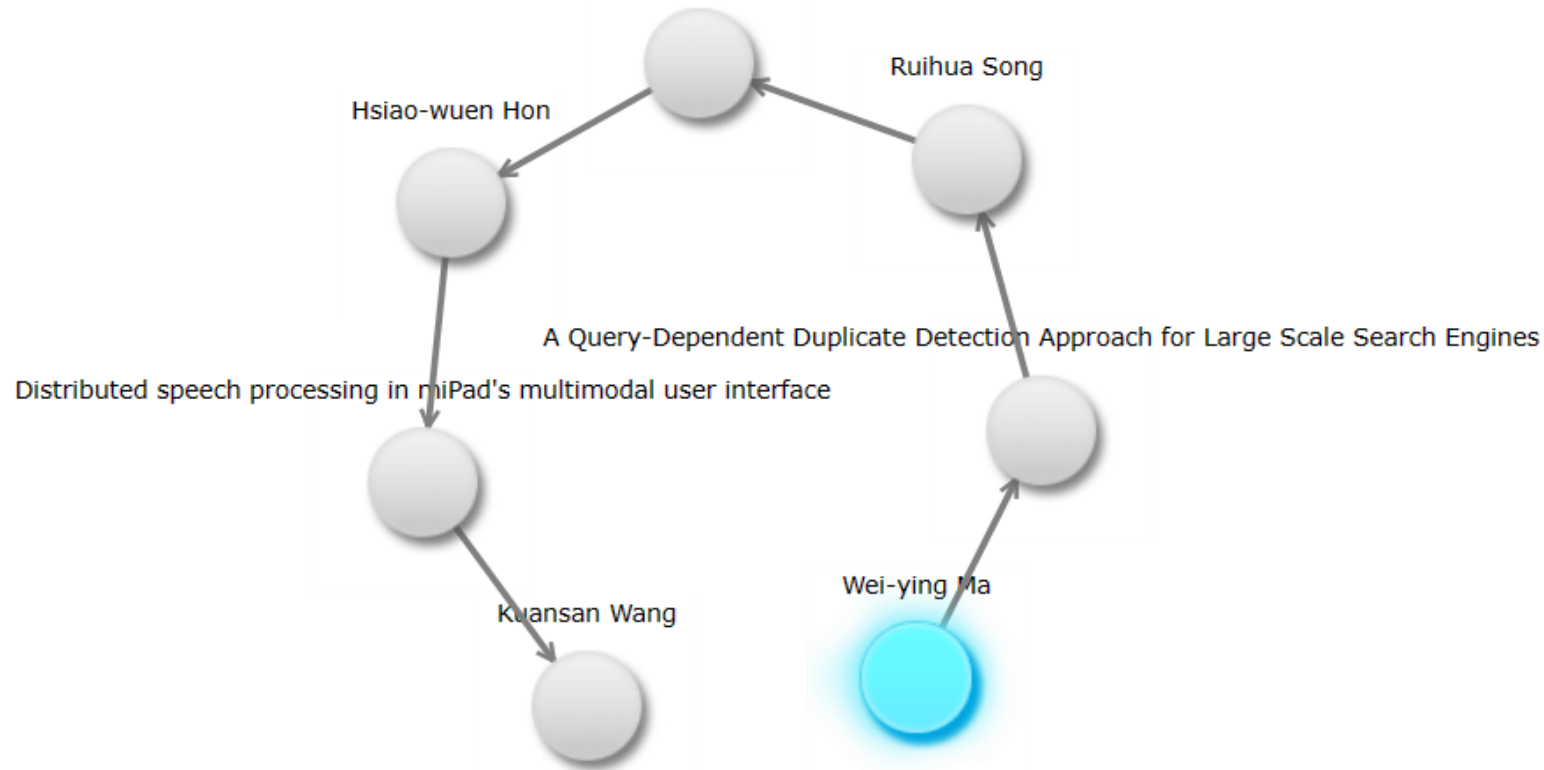 Ruihua Song
Hsiao-wuen Hon
A Query-Dependent Duplicate Detection Approach for Large Scale Search Engines
Distributed speech processing in miPad's multimodal user interface
Wei-ying Ma
Kuansan Wang